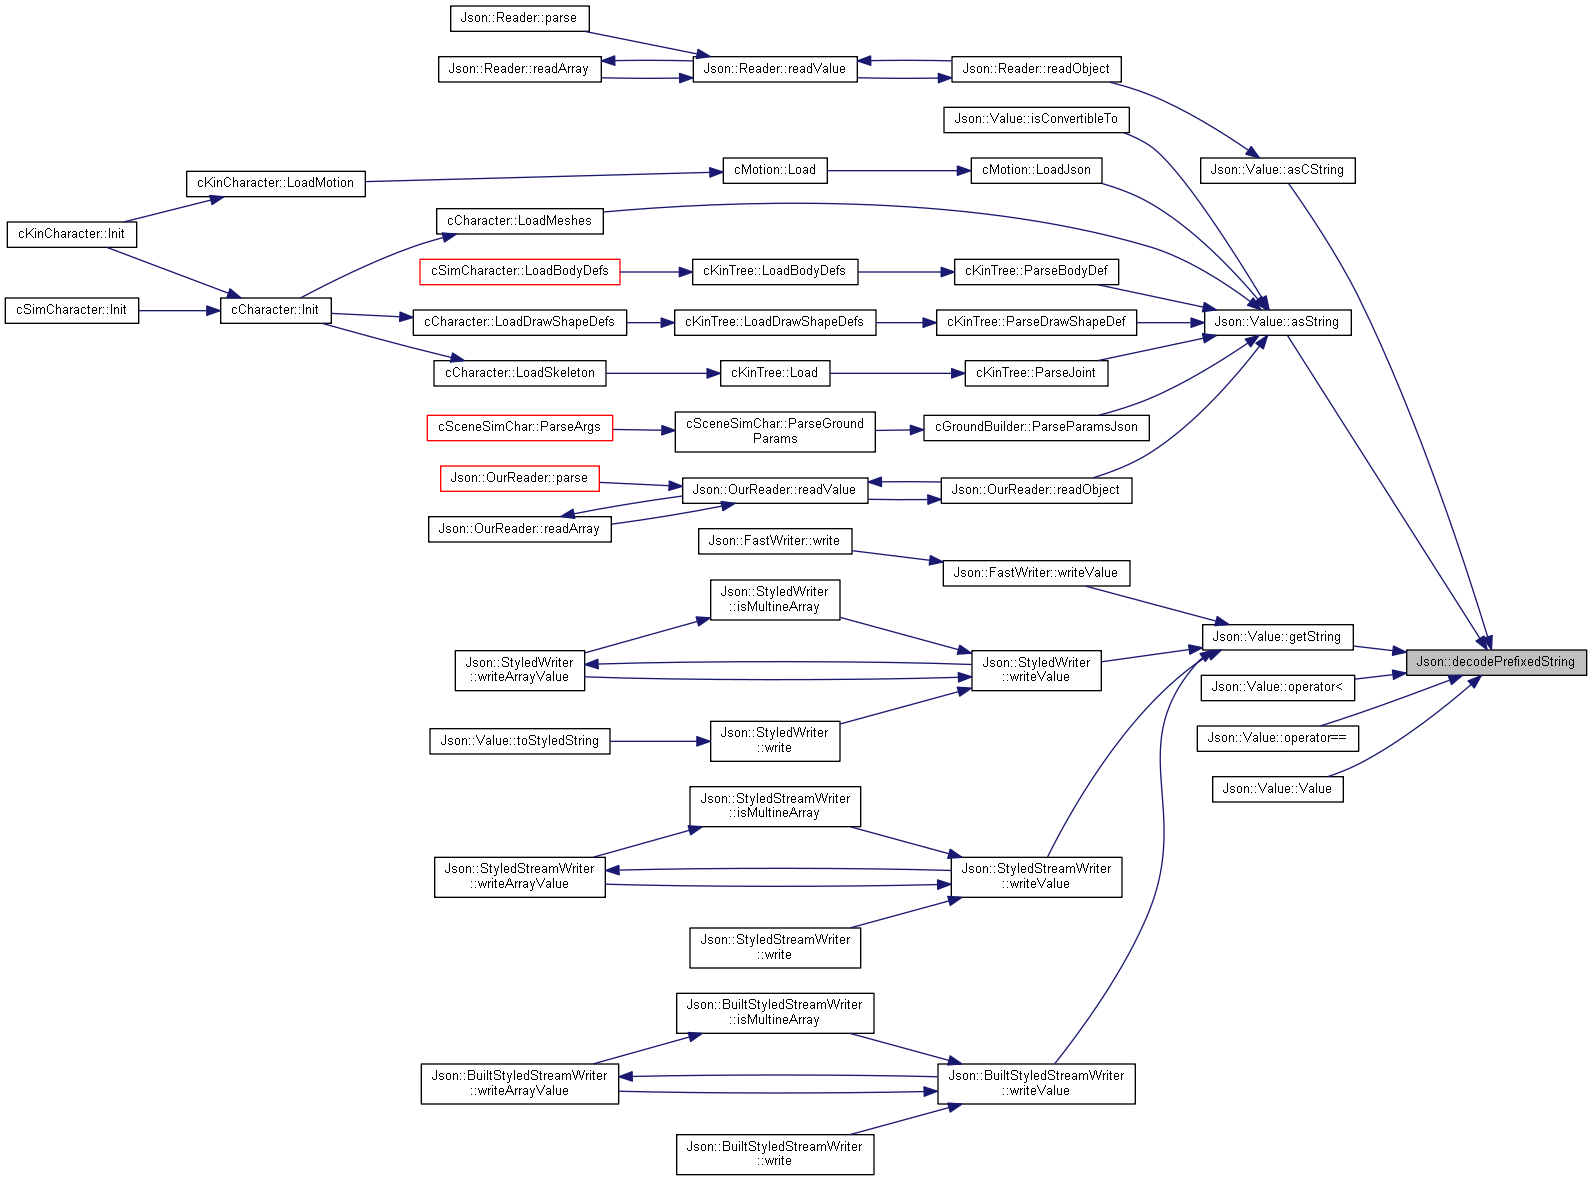 Json::Reader::parse
Json::Reader::readArray
Json::Reader::readValue
Json::Reader::readObject
Json::Value::isConvertibleTo
Json::Value::asCString
cMotion::Load
cMotion::LoadJson
cKinCharacter::LoadMotion
cKinCharacter::Init
cCharacter::LoadMeshes
cSimCharacter::LoadBodyDefs
cKinTree::LoadBodyDefs
cKinTree::ParseBodyDef
cSimCharacter::Init
cCharacter::Init
cCharacter::LoadDrawShapeDefs
cKinTree::LoadDrawShapeDefs
cKinTree::ParseDrawShapeDef
Json::Value::asString
cCharacter::LoadSkeleton
cKinTree::Load
cKinTree::ParseJoint
cSceneSimChar::ParseArgs
cSceneSimChar::ParseGround
Params
cGroundBuilder::ParseParamsJson
Json::OurReader::parse
Json::OurReader::readValue
Json::OurReader::readObject
Json::OurReader::readArray
Json::FastWriter::write
Json::FastWriter::writeValue
Json::StyledWriter
::isMultineArray
Json::Value::getString
Json::StyledWriter
::writeArrayValue
Json::StyledWriter
::writeValue
Json::decodePrefixedString
Json::Value::operator<
Json::Value::toStyledString
Json::StyledWriter
::write
Json::Value::operator==
Json::Value::Value
Json::StyledStreamWriter
::isMultineArray
Json::StyledStreamWriter
::writeArrayValue
Json::StyledStreamWriter
::writeValue
Json::StyledStreamWriter
::write
Json::BuiltStyledStreamWriter
::isMultineArray
Json::BuiltStyledStreamWriter
::writeArrayValue
Json::BuiltStyledStreamWriter
::writeValue
Json::BuiltStyledStreamWriter
::write